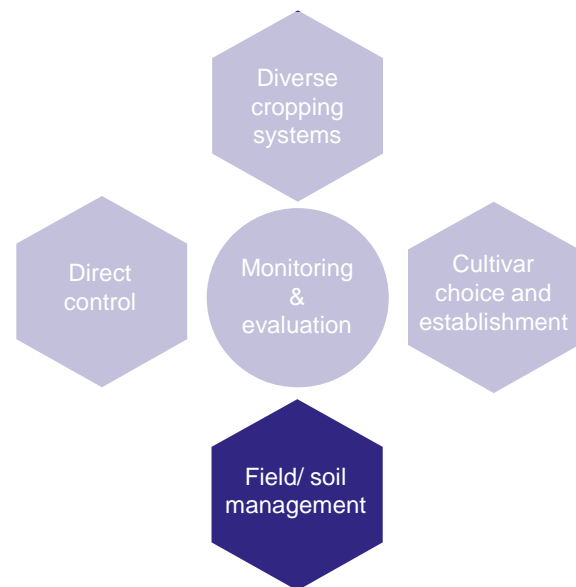 Diverse
cropping
systems
Direct
control
Monitoring
&
evaluation
Cultivar
choice and
establishment
Field/ soil
management